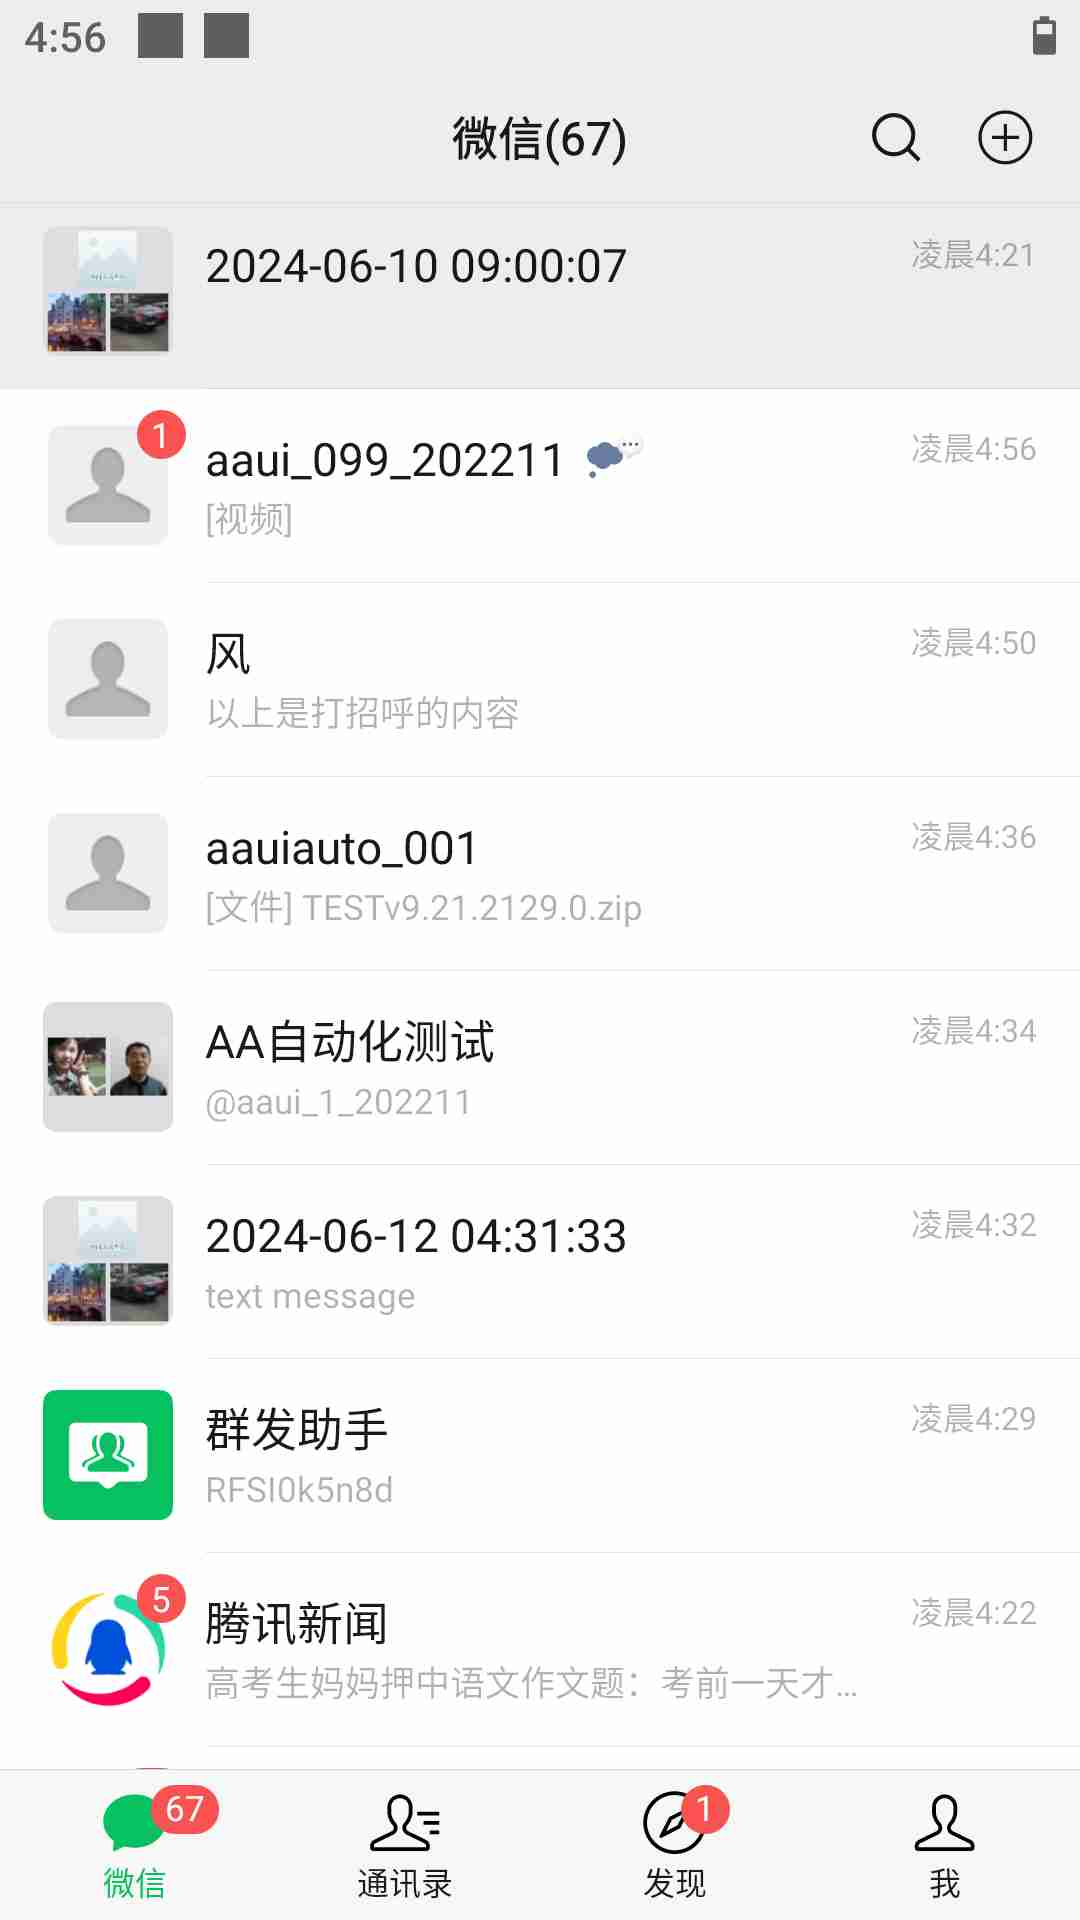 4:56
微信(67)
2024-06-10 09:00:07
凌晨4:21
1
aaui_099_202211
凌晨4:56
[视频]
风
凌晨4:50
以上是打招呼的内容
aauiauto_001
凌晨4:36
[文件] TESTv9.21.2129.0.zip
AA自动化测试
凌晨4:34
@aaui_1_202211
2024-06-12 04:31:33
凌晨4:32
text message
群发助手
凌晨4:29
RFSI0k5n8d
5
腾讯新闻
凌晨4:22
高考生妈妈押中语文作文题：考前一天才...
67
1
微信
通讯录
发现
我